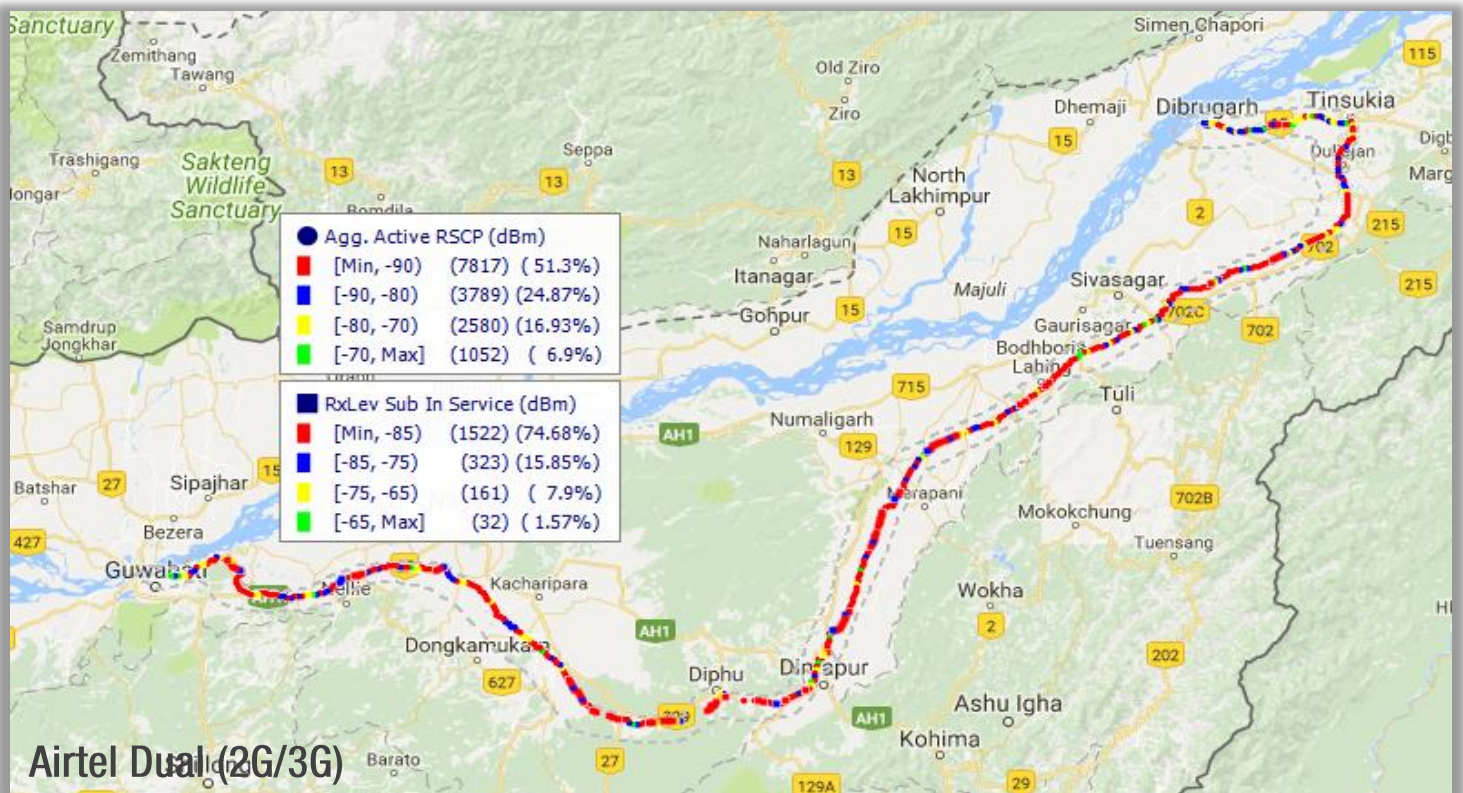 Sanctuary
Simen Chapori
Zemithang
Tawang
115
Old Ziro
Ziro
Dhemaji
Dibrugarh
Tinsukia
15
Trashigang
Sakteng
Wildlife
Sanctuary
13
Seppa
13
13
North
Lakhimpur
15
2
215
702
215
Naharlagun
Itanagar
Majuli
Sivasagar
702C
702
Gohpur
15
Gaurisagar
Samdrup
Jongkhar
Agg. Active RSCP (dBm)
[Min, -90) (7817) ( 51.3%)
[-90, -80) (3789) (24.87%)
[-80, -70) (2580) (16.93%)
[-70, Max] (1052) ( 6.9%)
RxLev Sub In Service (dBm)
[Min, -85) (1522) (74.68%)
[-85, -75) (323) (15.85%)
[-75, -65) (161) ( 7.9%)
[-65, Max] (32) ( 1.57%)
Lahing
715
Tuli
Numaligarh
AH1
129
Batshar
27
Sipajhar
15
Bezera
427
Merapani
702B
Mokokchung
Tuensang
Guwahati
Kacharipara
Wokha
2
AH1
Dongkamukam
627
Diphu
Dimapur
202
AH1
Ashu Igha
Kohima
27
Barato
129A
29
Airtel Dual (2G/3G)
Shillong